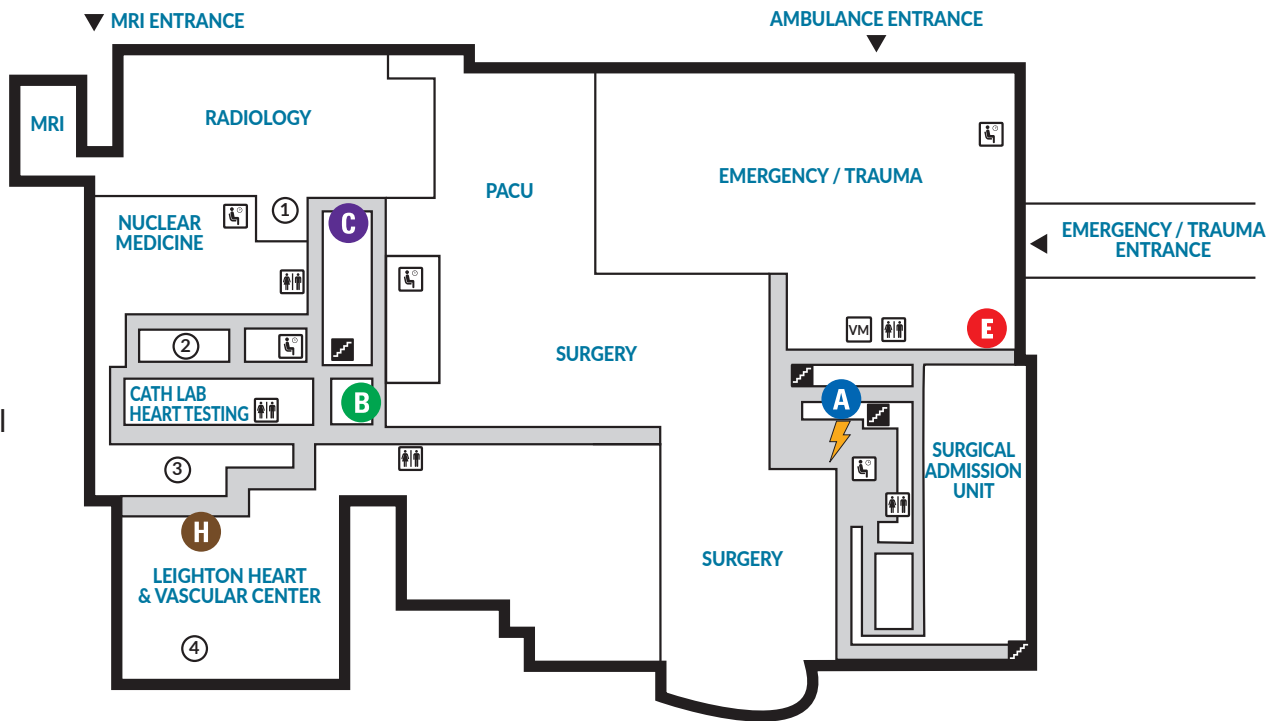 MRI ENTRANCE
AMBULANCE ENTRANCE
MRI
RADIOLOGY
PACU
EMERGENCY / TRAUMA
1
C
NUCLEAR
MEDICINE
EMERGENCY / TRAUMA
ENTRANCE
VM
E
2
SURGERY
CATH LAB
HEART TESTING
B
A
l
3
SURGICAL
ADMISSION
UNIT
H
SURGERY
LEIGHTON HEART
& VASCULAR CENTER
4